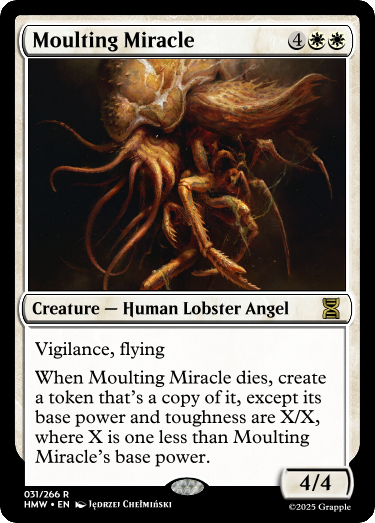 Moulting Miracle 4
Creature — Human Lobster Angel
Vigilance, flying
When Moulting Miracle dies, create
a token that's a copy of it, except its
base power and toughness are X/X,
where X is one less than Moulting
Miracle's base power.
4/4
031/266 R
HMW • EN Jędrzej Chełmiński
©2025 Grapple